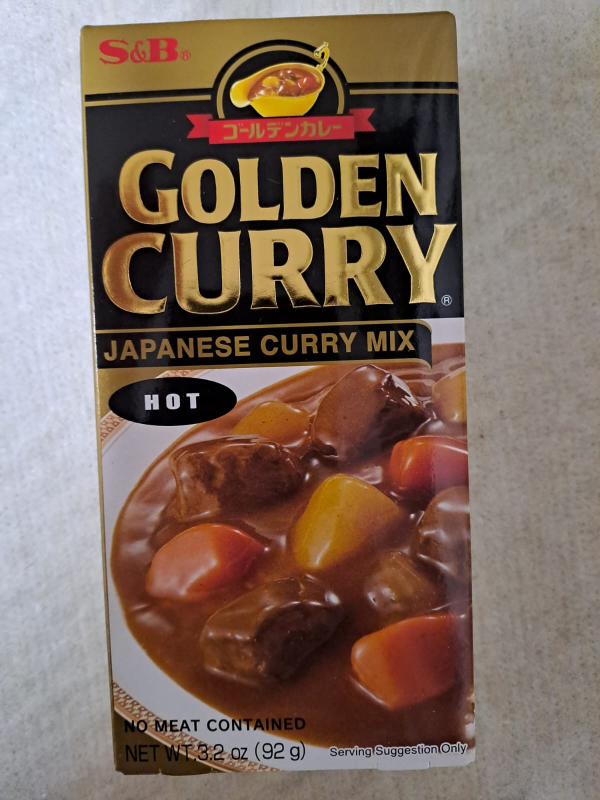 S&B®
ゴールデンカレー
GOLDEN
CURRY®
JAPANESE CURRY MIX
HOT
NO MEAT CONTAINED
NET WT.3.2 oz (92 g)
Serving Suggestion Only